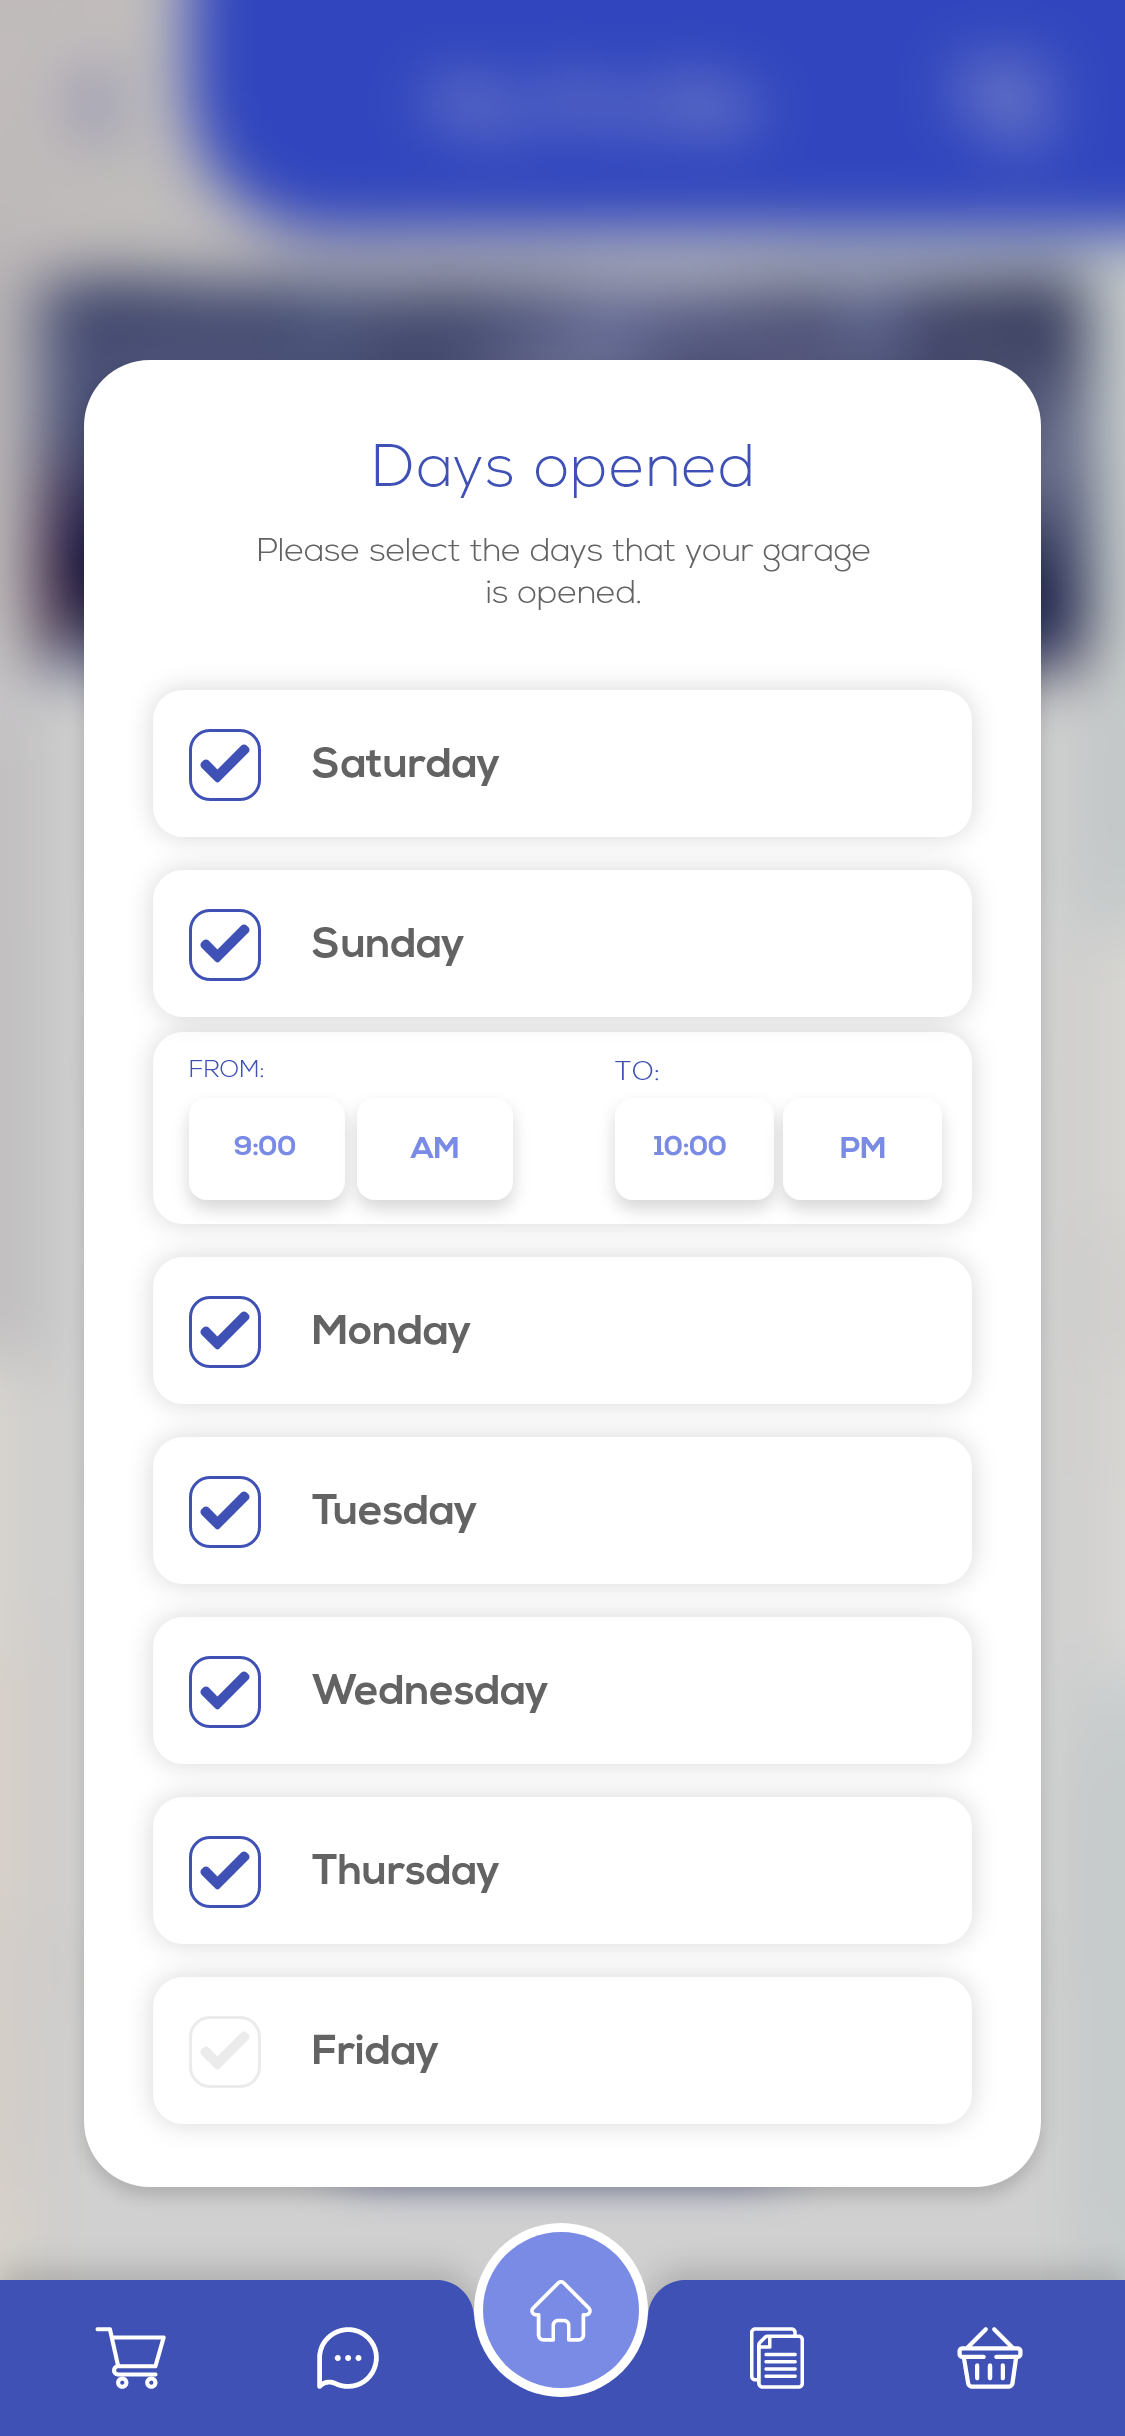 Days opened
Please select the days that your garage
is opened.
Saturday
Sunday
FROM: TO:
9:00 AM 10:00 PM
Monday
Tuesday
Wednesday
Thursday
Friday